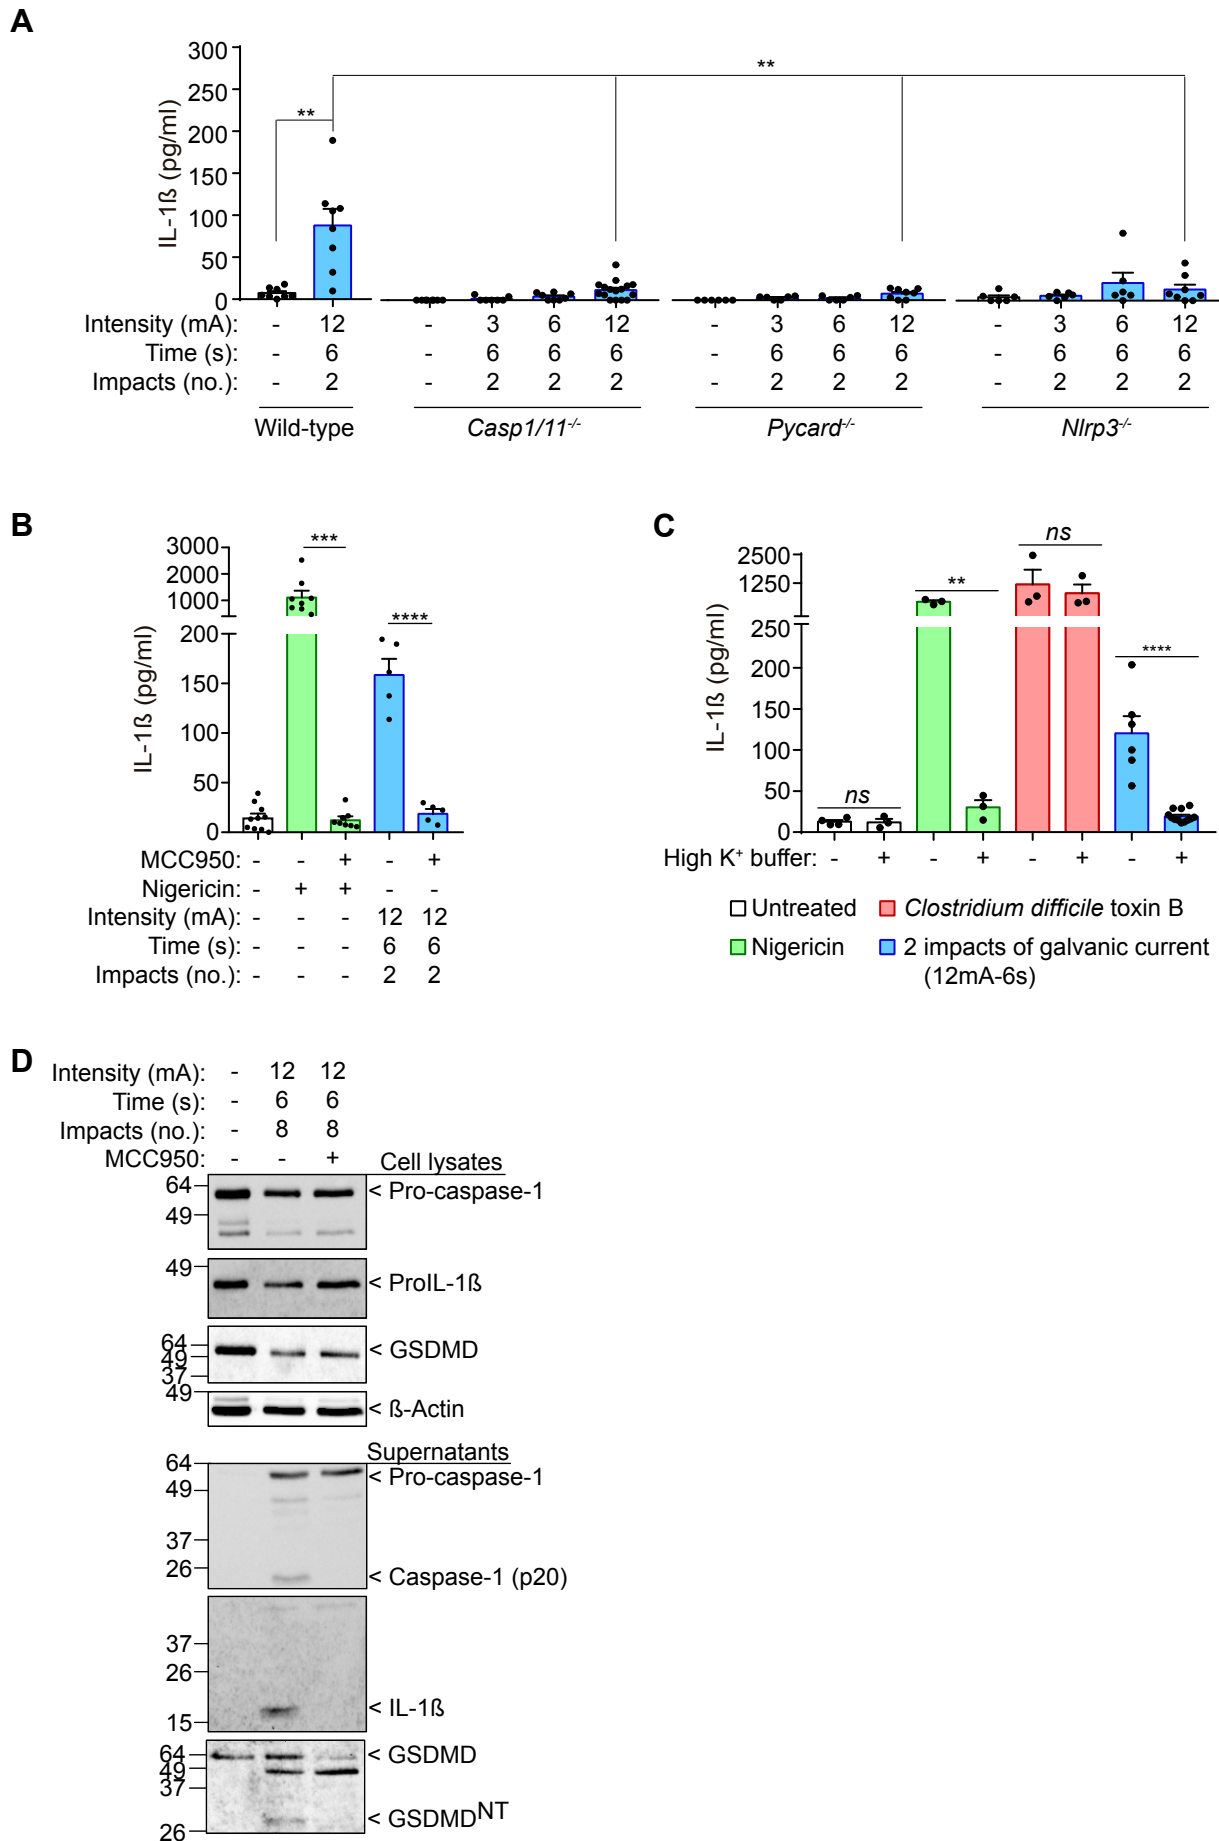 A
300
250
200
150
100
50
0
IL-1ß (pg/ml)
**
**
Intensity (mA): - 12 - 3 6 12 - 3 6 12 - 3 6 12
Time (s): - 6 - 6 6 6 - 6 6 6 - 6 6 6
Impacts (no.): - 2 - 2 2 2 - 2 2 2 - 2 2 2
Wild-type Casp1/11-/- Pycard-/- Nlrp3-/-
B
3000
2000
1000
200
150
100
50
0
IL-1ß (pg/ml)
***
****
MCC950: - - + - +
Nigericin: - + + - -
Intensity (mA): - - - 12 12
Time (s): - - - 6 6
Impacts (no.): - - - 2 2
C
2500
1250
250
200
150
100
50
0
IL-1ß (pg/ml)
ns
**
ns
****
High K+ buffer: - + - + - + - +
Untreated Clostridium difficile toxin B
Nigericin 2 impacts of galvanic current
(12mA-6s)
D
Intensity (mA): - 12 12
Time (s): - 6 6
Impacts (no.): - 8 8
MCC950: - - +
Cell lysates
64
49
< Pro-caspase-1
49
< ProIL-1ß
64
49
37
< GSDMD
49
< ß-Actin
Supernatants
64
49
37
26
< Pro-caspase-1
< Caspase-1 (p20)
37
26
15
< IL-1ß
64
49
37
26
< GSDMD
< GSDMDNT